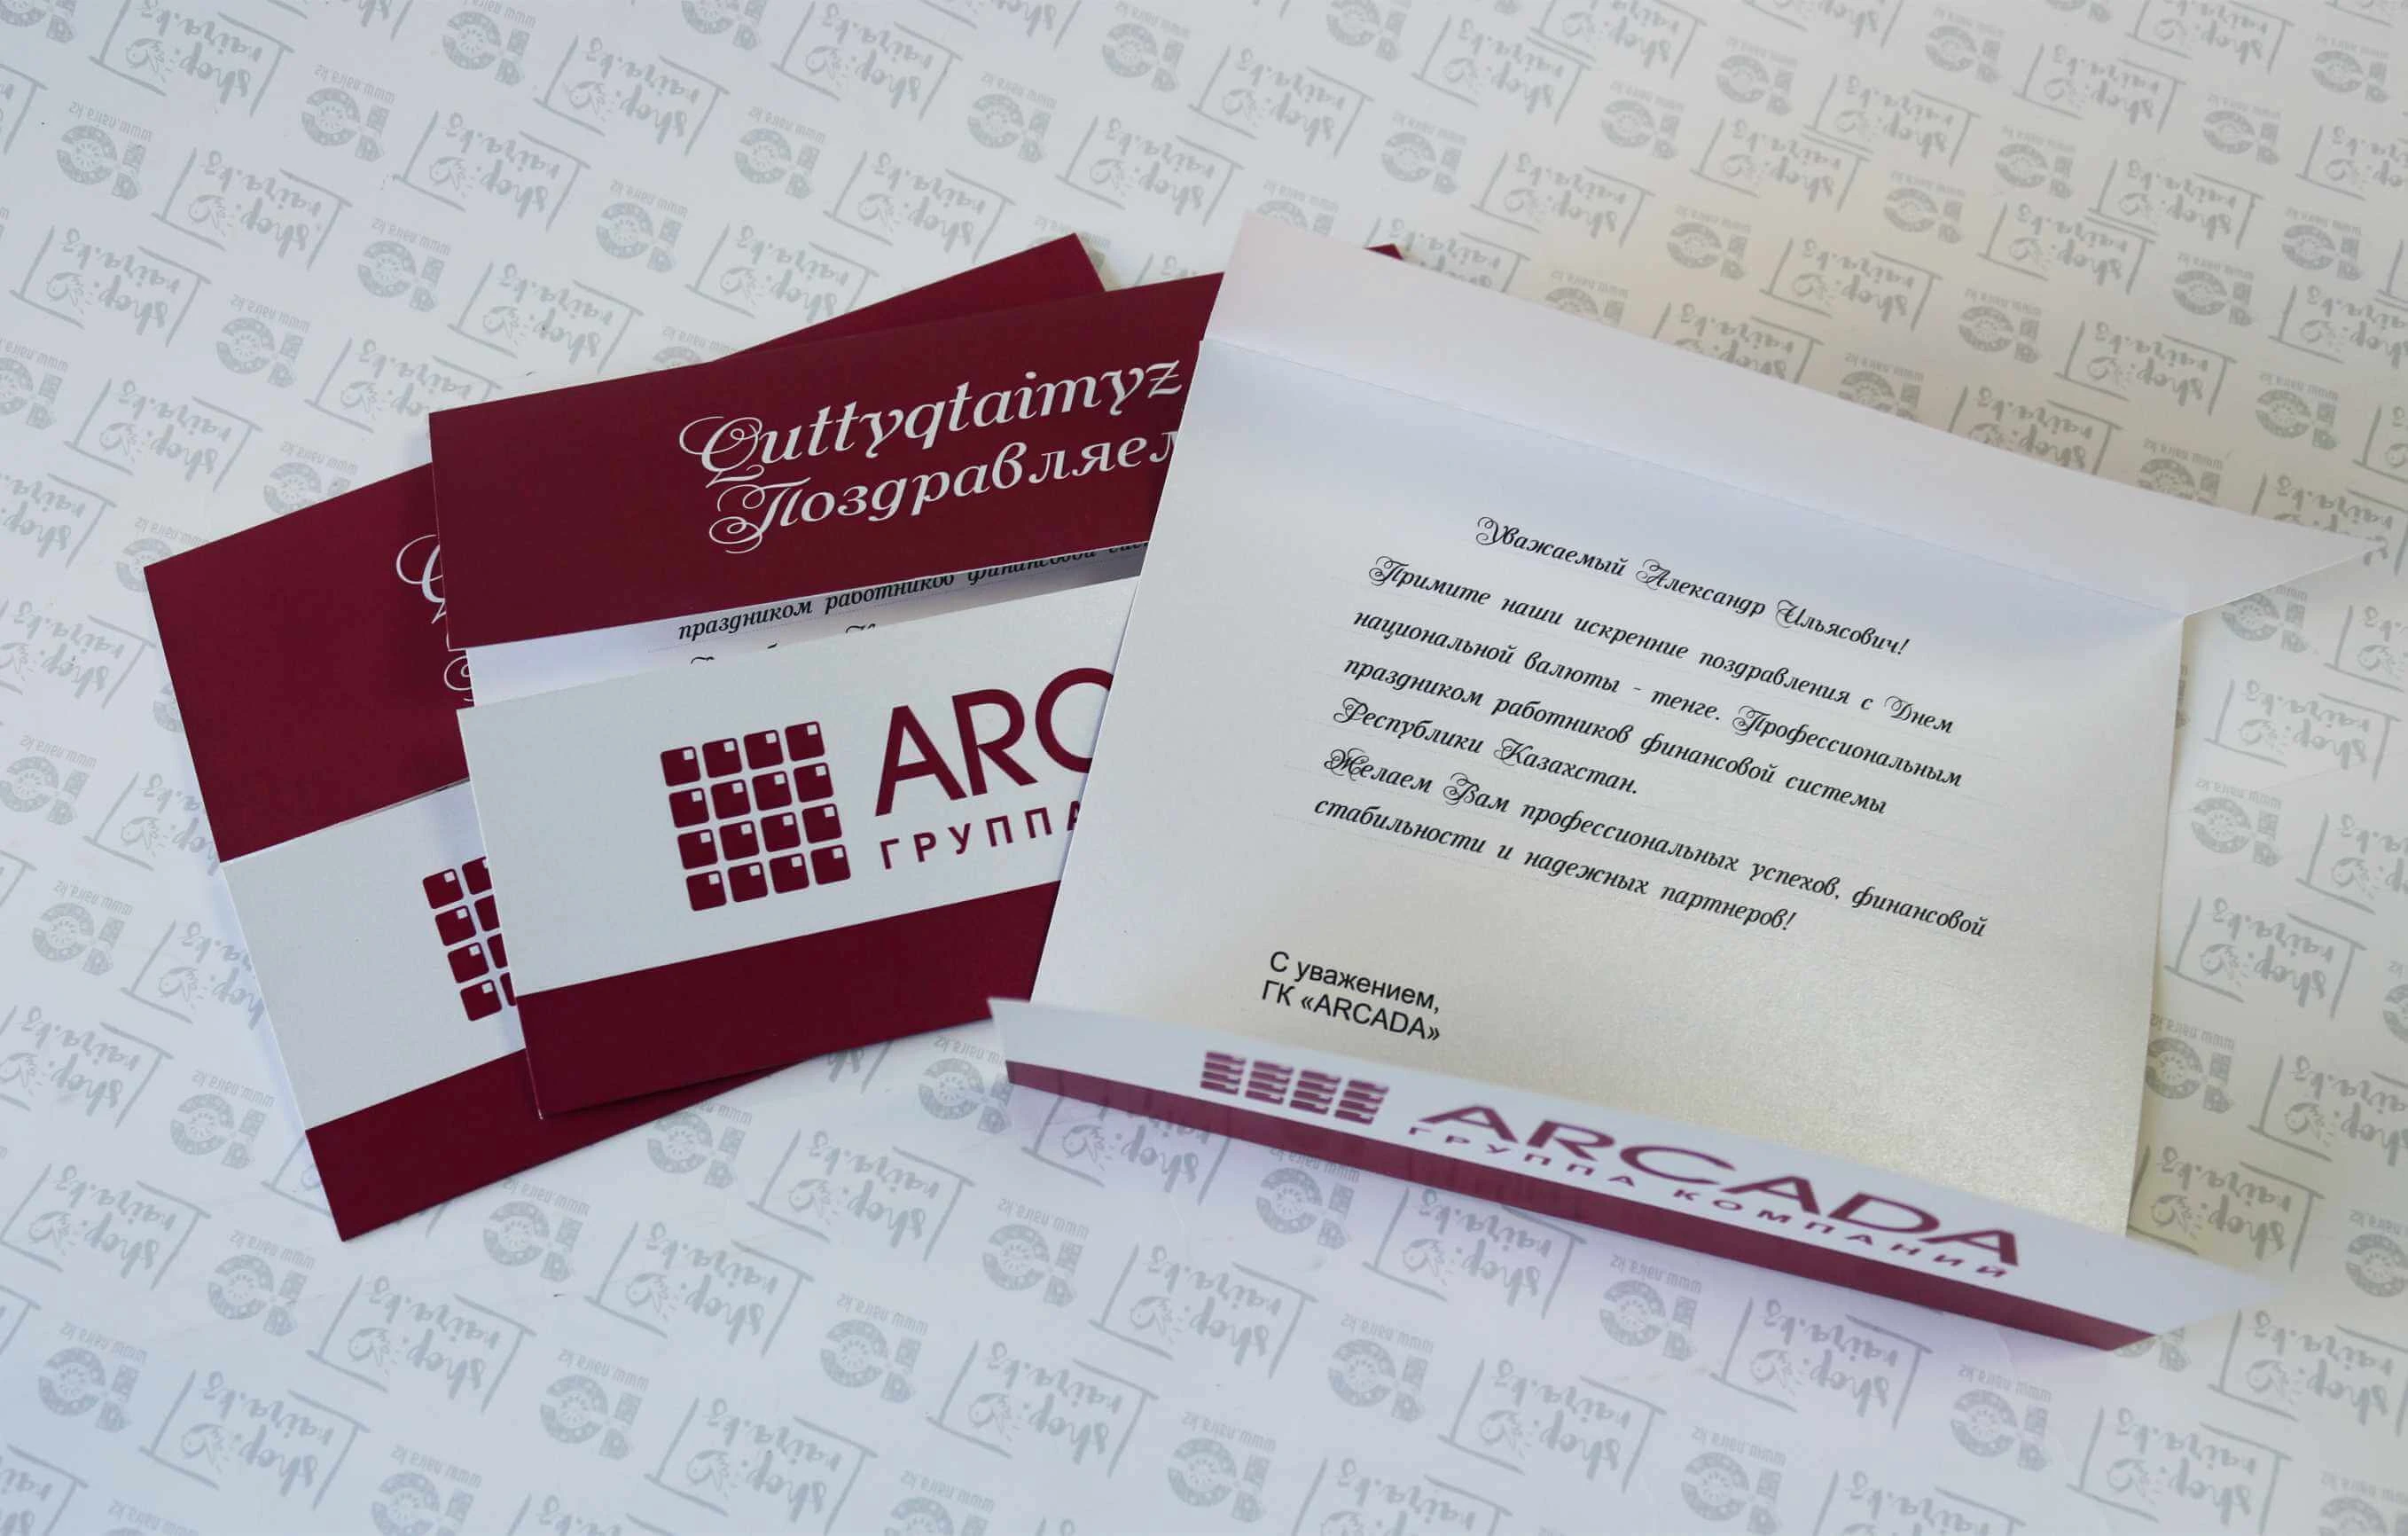 Quttyqtaimyz
Поздравляем
праздником работников финансовой
ARC
ГРУППА
Уважаемый Александр Ильясович!
Примите наши искренние поздравления с Днем
национальной валюты - тенге. Профессиональным
праздником работников финансовой системы
Республики Казахстан.
Желаем Вам профессиональных успехов, финансовой
стабильности и надежных партнеров!
С уважением,
ГК «ARCADA»
ARCADA
ГРУППА КОМПАНИЙ